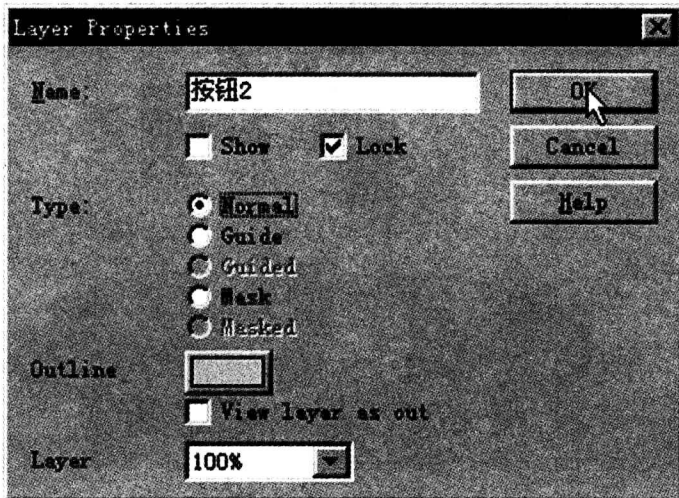 Layer Properties
Name: 按钮2 OK
Show Lock Cancel
Type: Normal Help
Guide
Guided
Mask
Masked
Outline
View layer as out
Layer 100%